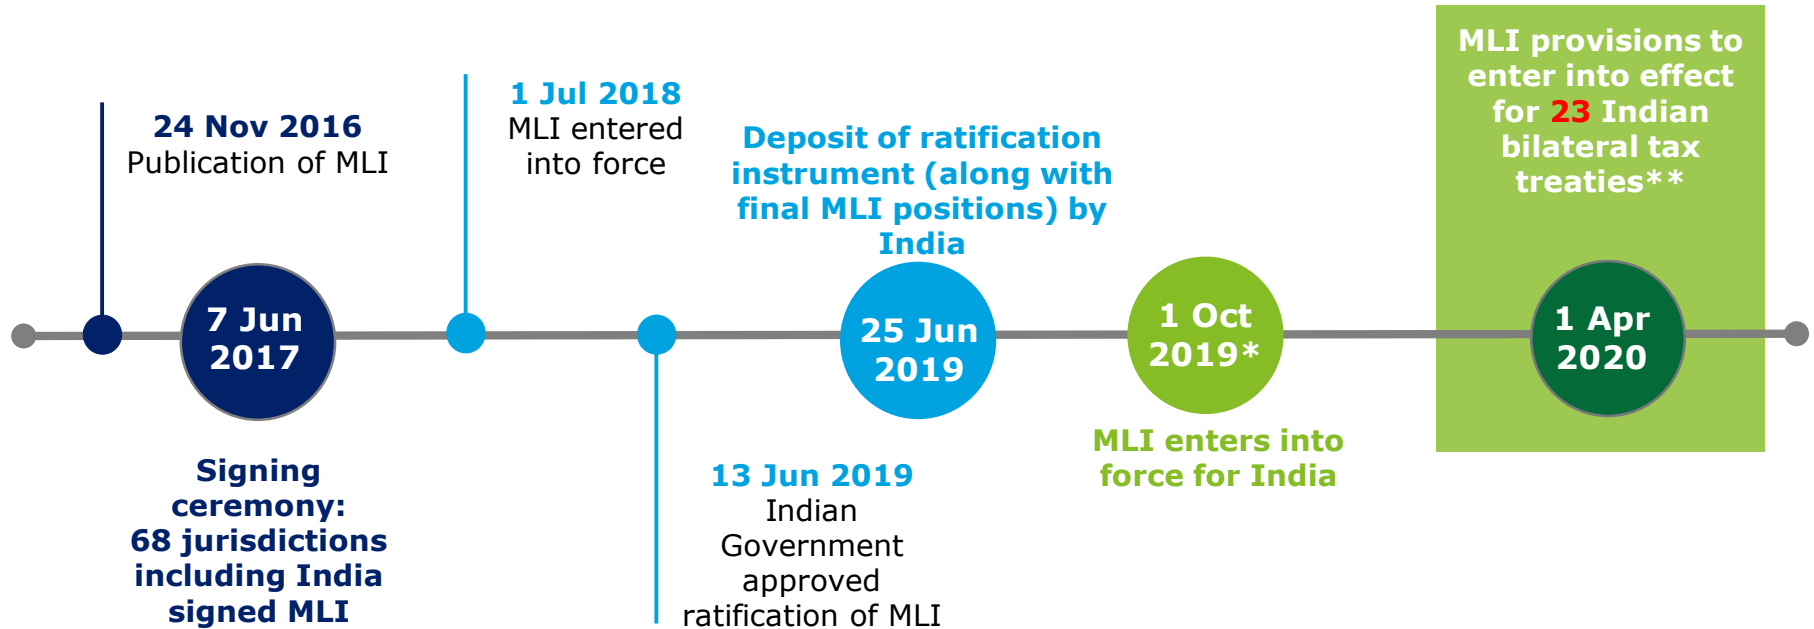 24 Nov 2016
Publication of MLI
7 Jun
2017
Signing
ceremony:
68 jurisdictions
including India
signed MLI
1 Jul 2018
MLI entered
into force
13 Jun 2019
Indian
Government
approved
ratification of MLI
Deposit of ratification
instrument (along with
final MLI positions) by
India
25 Jun
2019
1 Oct
2019*
MLI enters into
force for India
MLI provisions to
enter into effect
for 23 Indian
bilateral tax
treaties**
1 Apr
2020